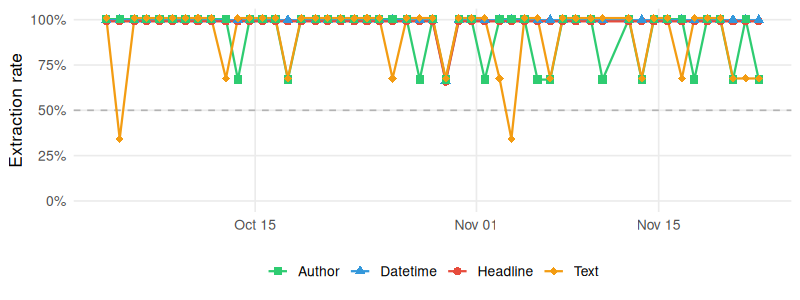 Extraction rate
100%
75%
50%
25%
0%
Oct 15 Nov 01 Nov 15
Author Datetime Headline Text